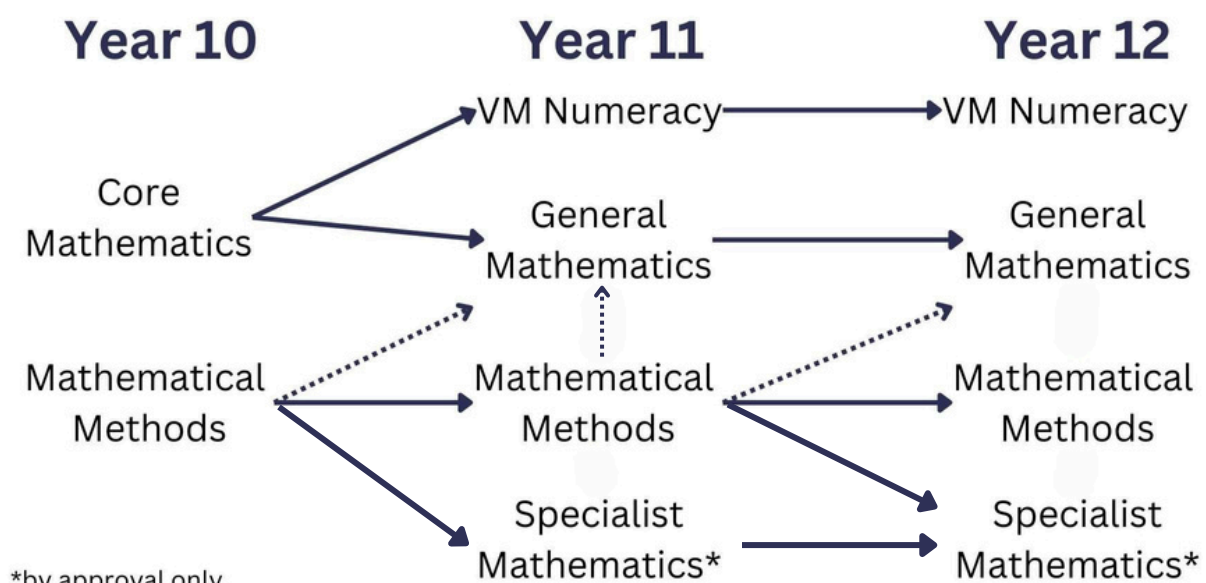 Year 10
Year 11
Year 12
VM Numeracy
VM Numeracy
Core
Mathematics
General
Mathematics
General
Mathematics
Mathematical
Methods
Mathematical
Methods
Mathematical
Methods
Specialist
Mathematics*
Specialist
Mathematics*
*by approval only